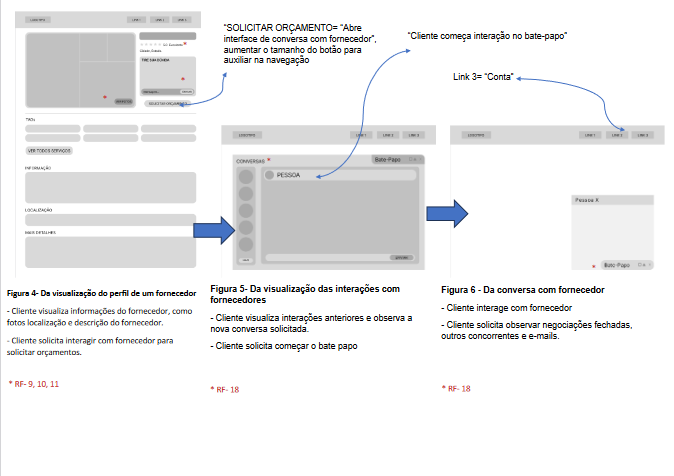 "SOLICITAR ORÇAMENTO= "Abre
interface de conversa com fornecedor",
aumentar o tamanho do botão para
auxiliar na navegação
"Cliente começa interação no bate-papo"
Link 3= "Conta"
LOGOTIPO
LINK 1
LINK 2
LINK 3
SOLICITAR ORÇAMENTO
VER TODOS SERVIÇOS
INFORMAÇÃO
LOCALIZAÇÃO
MAIS DETALHES
LOGOTIPO
LINK 1
LINK 2
LINK 3
CONVERSAS *
Bate-Papo
PESSOA
LOGOTIPO
LINK 1
LINK 2
LINK 3
Pessoa X
* Bate-Papo
Figura 4- Da visualização do perfil de um fornecedor
- Cliente visualiza informações do fornecedor, como
fotos localização e descrição do fornecedor.
- Cliente solicita interagir com fornecedor para
solicitar orçamentos.
* RF- 9, 10, 11
Figura 5- Da visualização das interações com
fornecedores
- Cliente visualiza interações anteriores e observa a
nova conversa solicitada.
- Cliente solicita começar o bate papo
* RF- 18
Figura 6 - Da conversa com fornecedor
- Cliente interage com fornecedor
- Cliente solicita observar negociações fechadas,
outros concorrentes e e-mails.
* RF- 18